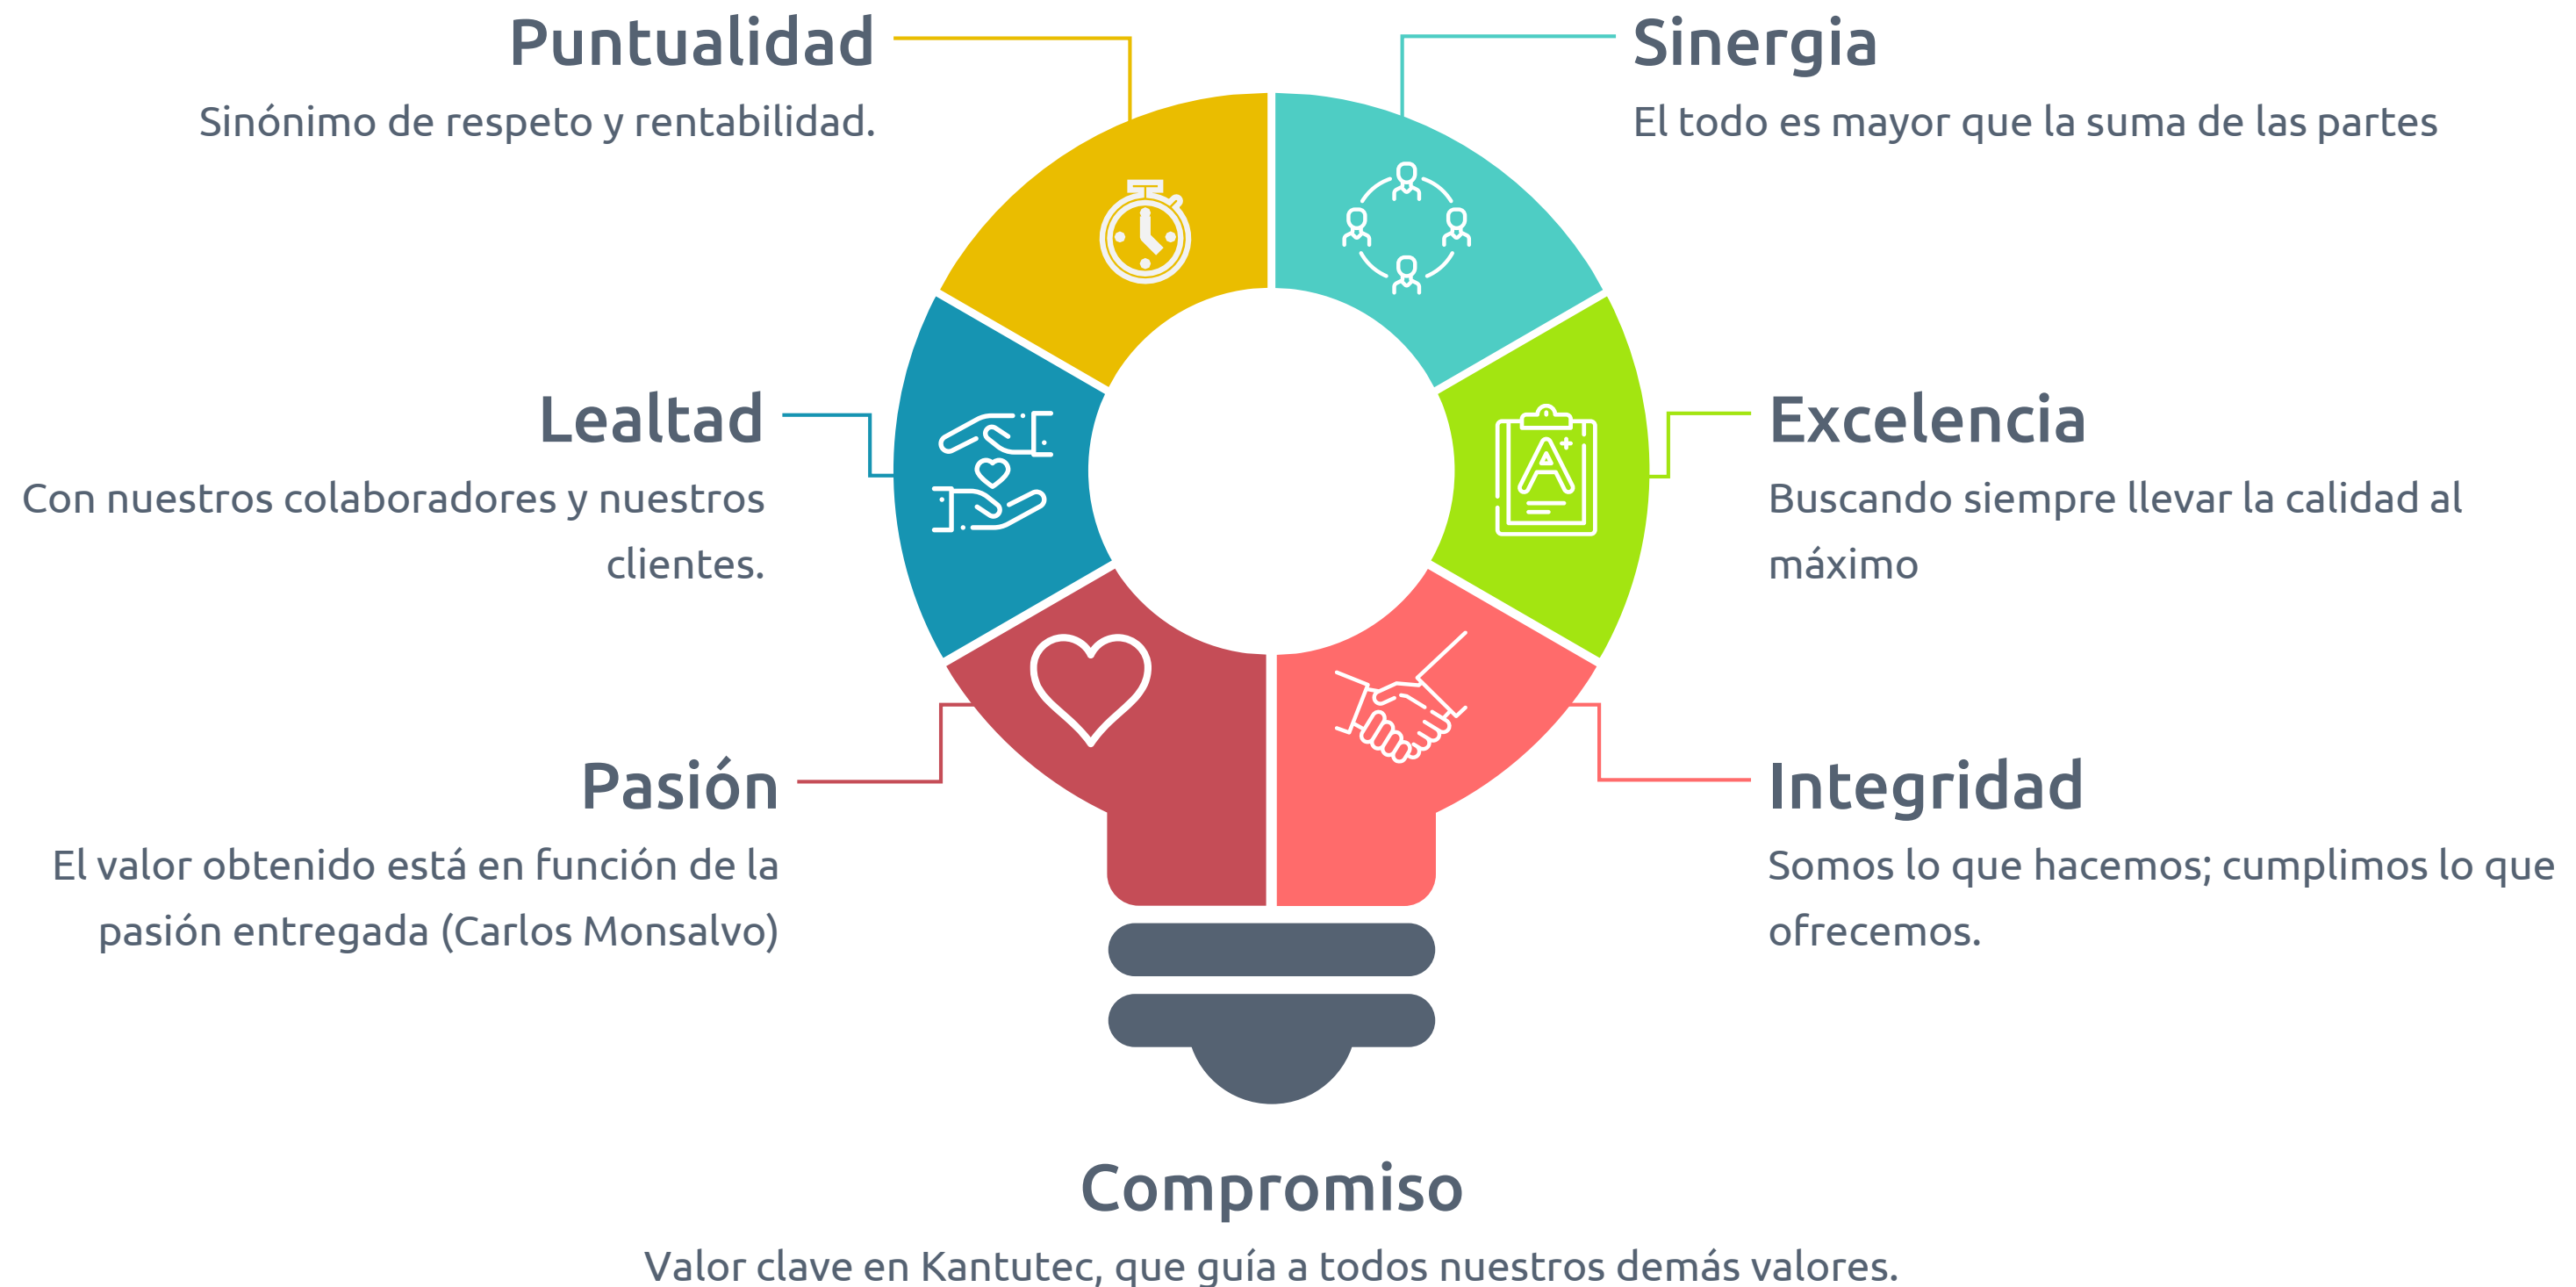 Puntualidad
Sinónimo de respeto y rentabilidad.
Sinergia
El todo es mayor que la suma de las partes
Lealtad
Con nuestros colaboradores y nuestros
clientes.
Excelencia
Buscando siempre llevar la calidad al
máximo
A+
Pasión
El valor obtenido está en función de la
pasión entregada (Carlos Monsalvo)
Integridad
Somos lo que hacemos; cumplimos lo que
ofrecemos.
Compromiso
Valor clave en Kantutec, que guía a todos nuestros demás valores.